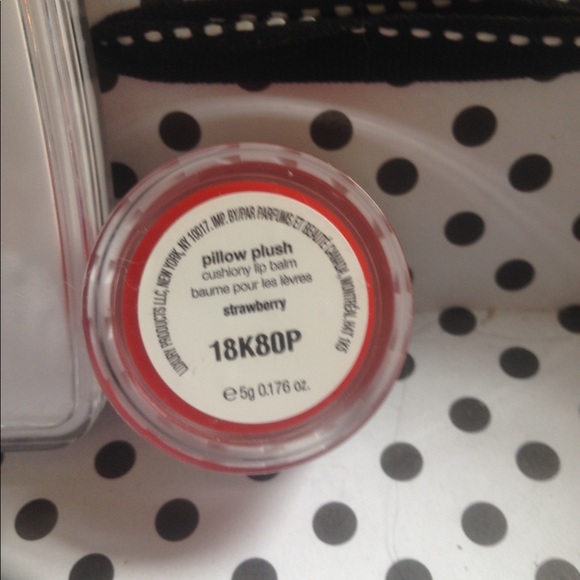 LUXURY PRODUCTS LLC, NEW YORK, NY 10017. IMP. BY/PAR PARFUMS ET BEAUTÉ CANADA, MONTRÉAL H4T 1K5
pillow plush
cushiony lip balm
baume pour les lèvres
strawberry
18K80P
℮ 5g 0.176 oz.